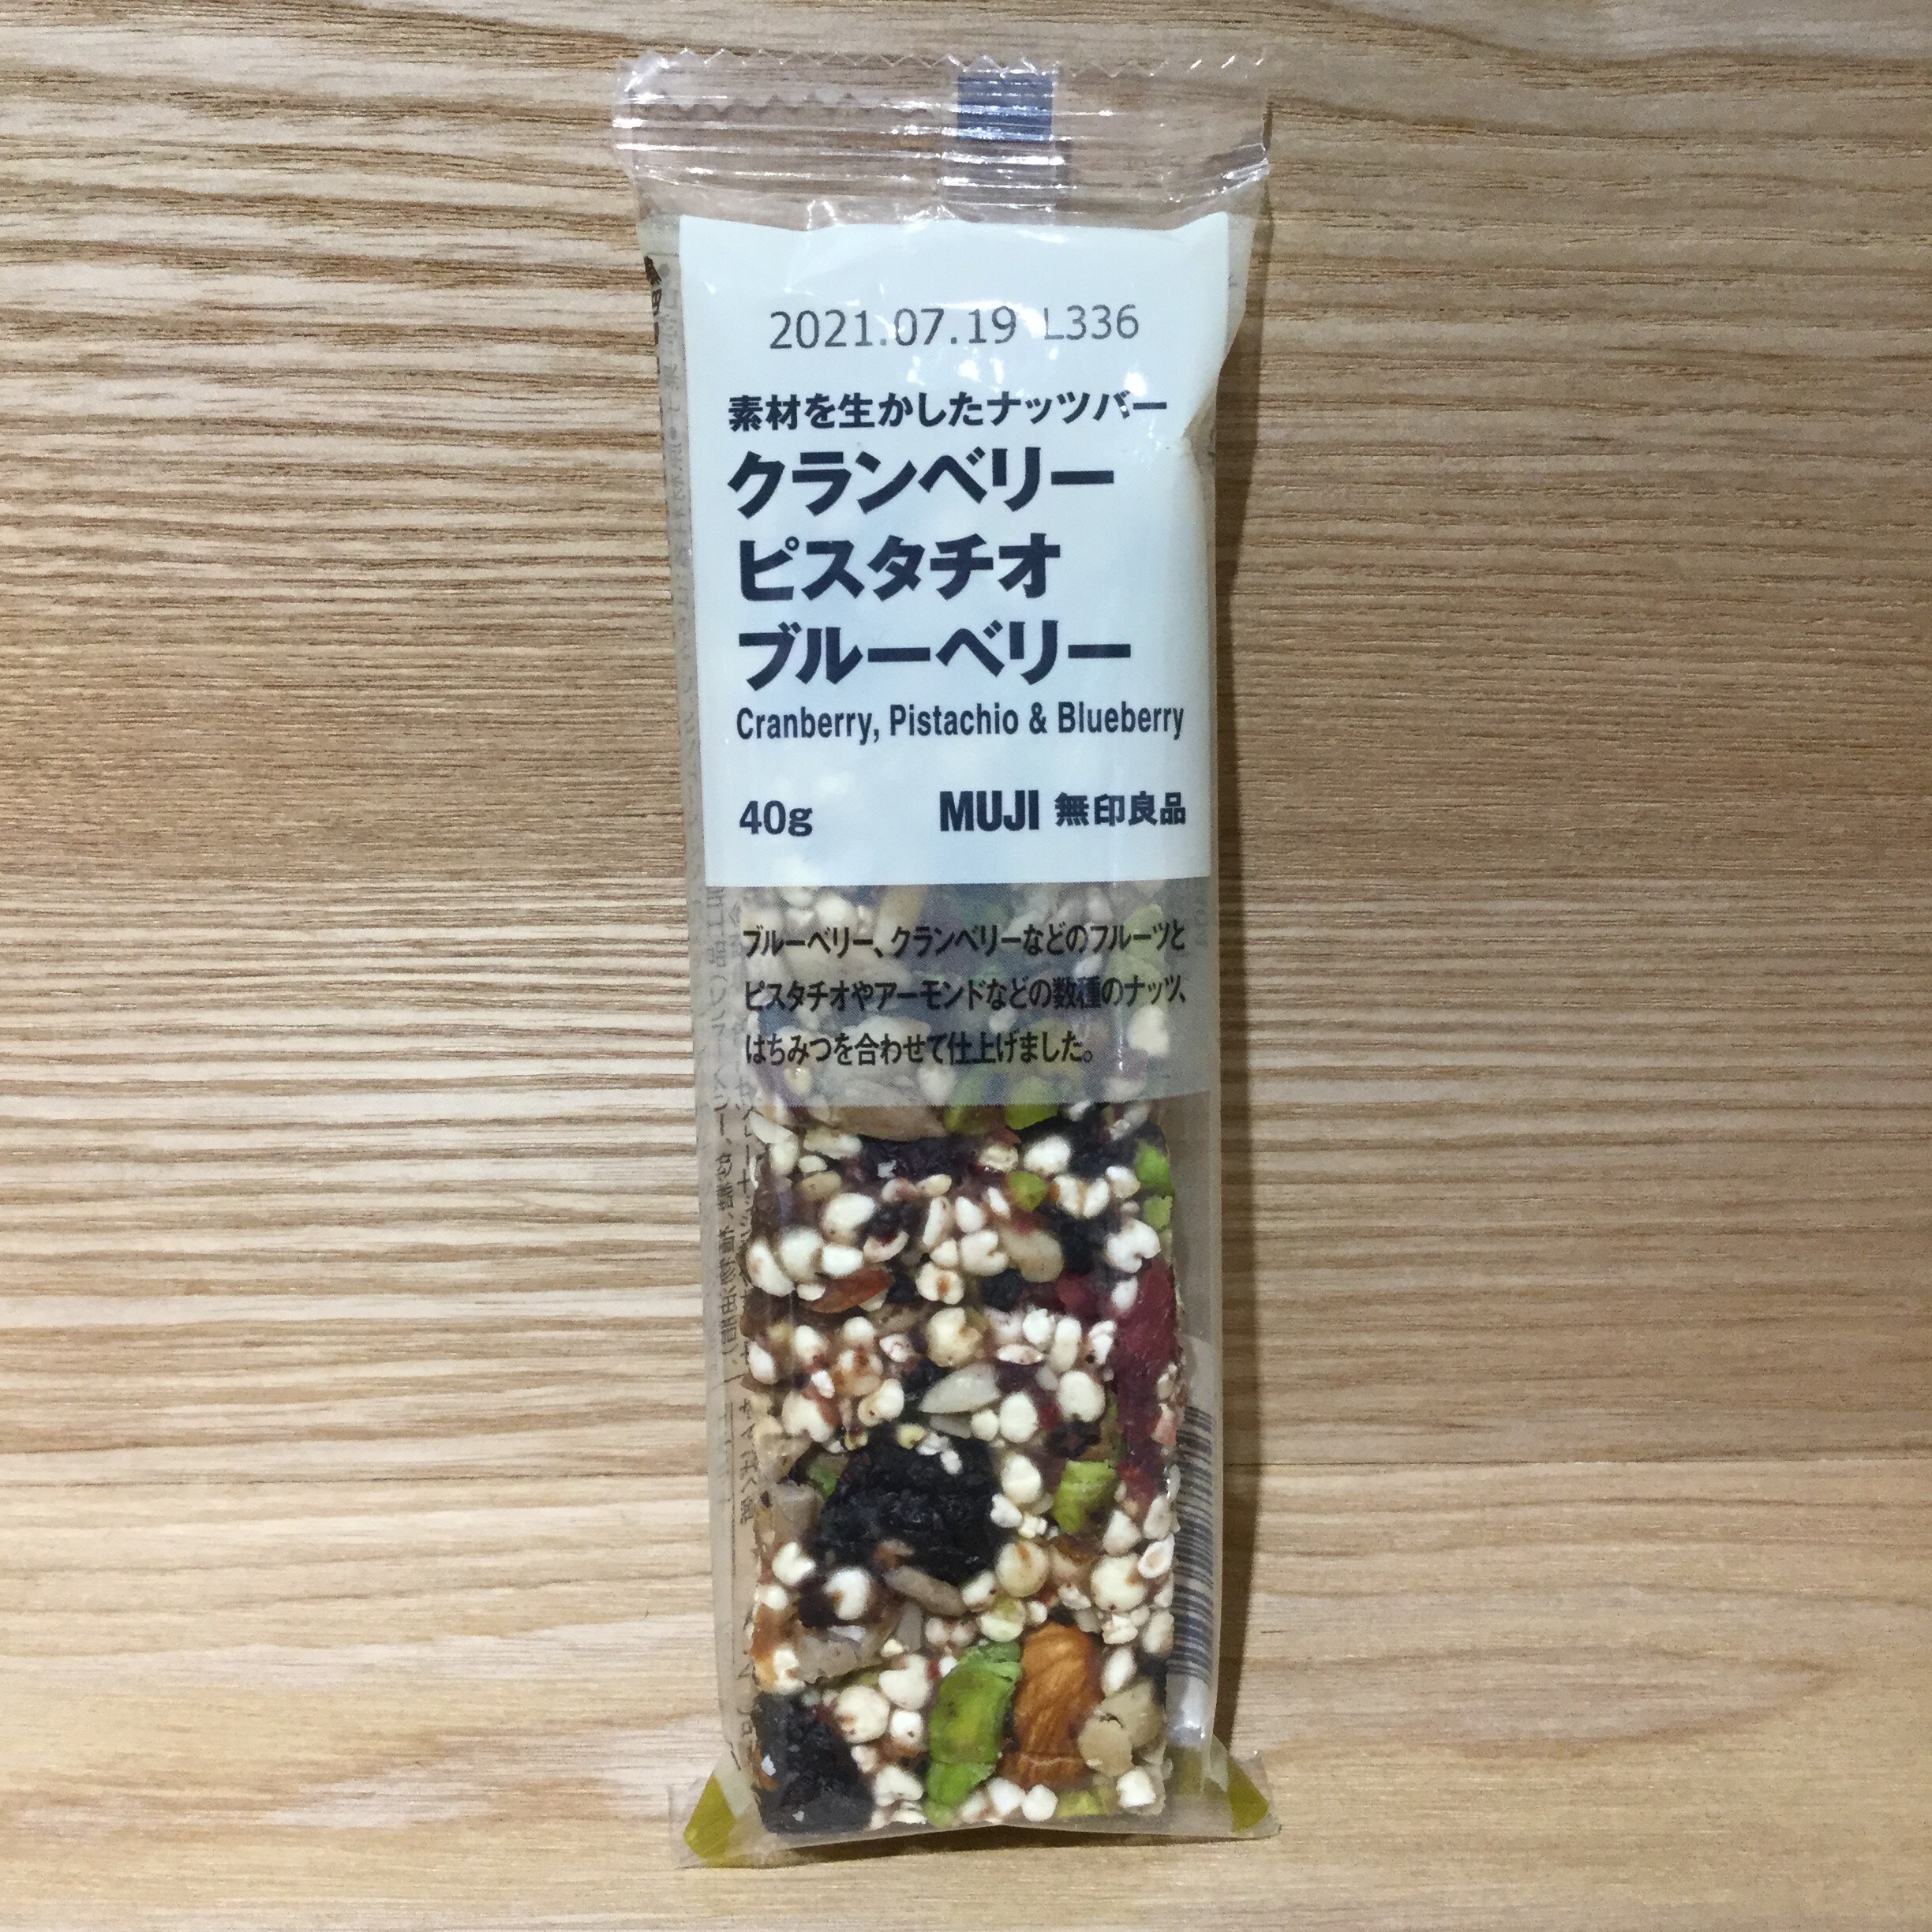 2021.07.19 L336
素材を生かしたナッツバー
クランベリー
ピスタチオ
ブルーベリー
Cranberry, Pistachio & Blueberry
40g MUJI 無印良品
ブルーベリー、クランベリーなどのフルーツと
ピスタチオやアーモンドなどの数種のナッツ、
はちみつを合わせて仕上げました。